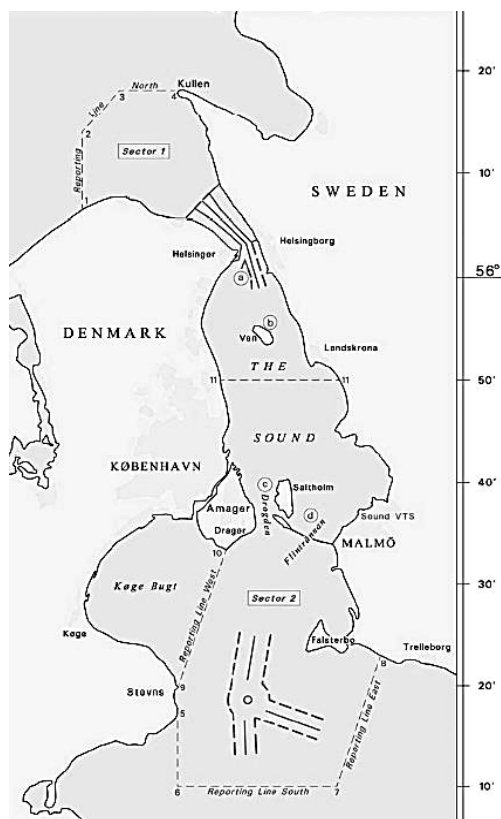 20'
Kullen
3
North
4
Line
2
Sector 1
10'
Reporting
1
SWEDEN
Helsingør
Helsingborg
a
56°
b
Ven
DENMARK
Landskrona
THE
11
11
50'
SOUND
KØBENHAVN
c
Saltholm
40'
Amager
Drogden
d
Sound VTS
Dragør
Flintrännan
MALMÖ
10
Køge Bugt
Reporting Line West
Sector 2
30'
Køge
Falsterbo
Trelleborg
8
9
Stevns
20'
5
Reporting Line East
6
Reporting Line South
7
10'